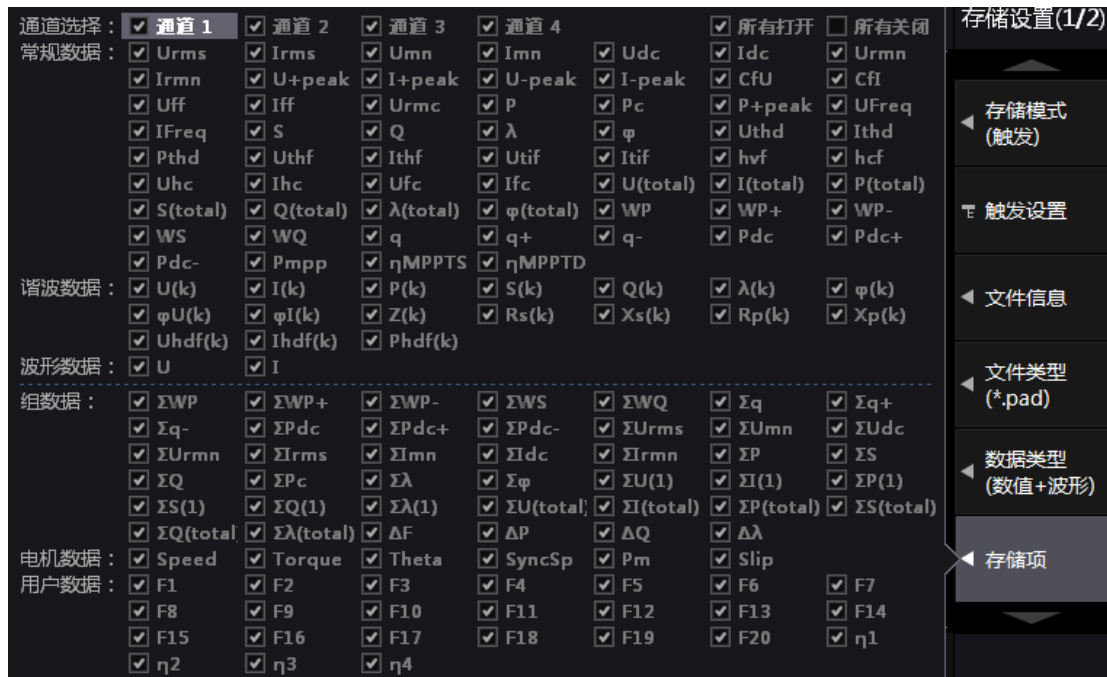 通道选择： 通道 1 通道 2 通道 3 通道 4 所有打开 所有关闭
常规数据： Urms Irms Umn Imn Udc Idc Urmn
Irmn U+peak I+peak U-peak I-peak CfU CfI
Uff Iff Urmc P Pc P+peak UFreq
IFreq S Q λ φ Uthd Ithd
Pthd Uthf Ithf Utif Itif hvf hcf
Uhc Ihc Ufc Ifc U(total) I(total) P(total)
S(total) Q(total) λ(total) φ(total) WP WP+ WP-
WS WQ q q+ q- Pdc Pdc+
Pdc- Pmpp ηMPPTS ηMPPTD
谐波数据： U(k) I(k) P(k) S(k) Q(k) λ(k) φ(k)
φU(k) φI(k) Z(k) Rs(k) Xs(k) Rp(k) Xp(k)
Uhdf(k) Ihdf(k) Phdf(k)
波形数据： U I
组数据： ΣWP ΣWP+ ΣWP- ΣWS ΣWQ Σq Σq+
Σq- ΣPdc ΣPdc+ ΣPdc- ΣUrms ΣUmn ΣUdc
ΣUrmn ΣIrms ΣImn ΣIdc ΣIrmn ΣP ΣS
ΣQ ΣPc Σλ Σφ ΣU(1) ΣI(1) ΣP(1)
ΣS(1) ΣQ(1) Σλ(1) ΣU(total) ΣI(total) ΣP(total) ΣS(total)
ΣQ(total Σλ(total) ΔF ΔP ΔQ Δλ
电机数据： Speed Torque Theta SyncSp Pm Slip
用户数据： F1 F2 F3 F4 F5 F6 F7
F8 F9 F10 F11 F12 F13 F14
F15 F16 F17 F18 F19 F20 η1
η2 η3 η4
存储设置(1/2)
存储模式
(触发)
触发设置
文件信息
文件类型
(*.pad)
数据类型
(数值+波形)
存储项